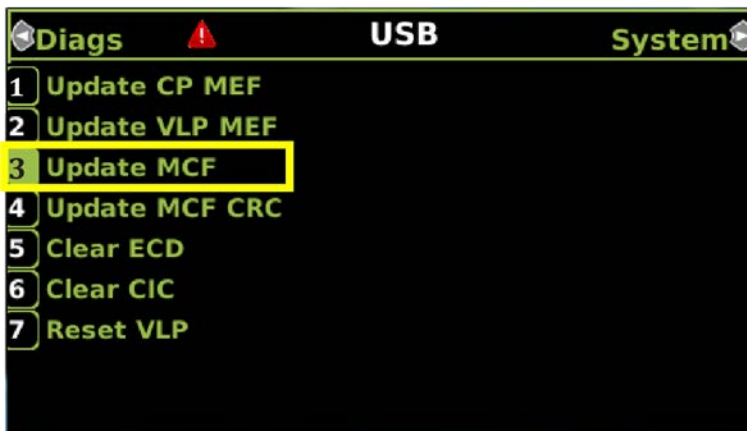 Diags USB System
1 Update CP MEF
2 Update VLP MEF
3 Update MCF
4 Update MCF CRC
5 Clear ECD
6 Clear CIC
7 Reset VLP